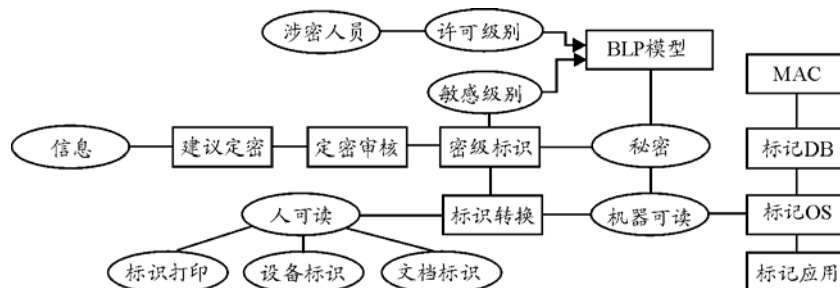 涉密人员
许可级别
BLP模型
MAC
敏感级别
信息
建议定密
定密审核
密级标识
秘密
标记DB
人可读
标识转换
机器可读
标记OS
标识打印
设备标识
文档标识
标记应用